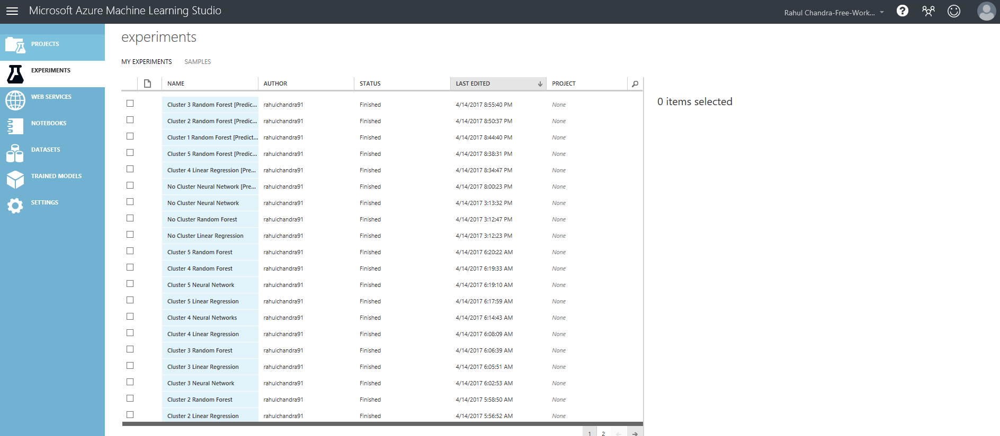 Microsoft Azure Machine Learning Studio
Rahul Chandra-Free-Work...
PROJECTS
EXPERIMENTS
WEB SERVICES
NOTEBOOKS
DATASETS
TRAINED MODELS
SETTINGS
experiments
MY EXPERIMENTS SAMPLES
NAME AUTHOR STATUS LAST EDITED PROJECT
Cluster 3 Random Forest [Predic... rahulchandra91 Finished 4/14/2017 8:55:40 PM None
Cluster 2 Random Forest [Predic... rahulchandra91 Finished 4/14/2017 8:50:37 PM None
Cluster 1 Random Forest [Predict... rahulchandra91 Finished 4/14/2017 8:44:40 PM None
Cluster 5 Random Forest [Predic... rahulchandra91 Finished 4/14/2017 8:38:31 PM None
Cluster 4 Linear Regression [Pre... rahulchandra91 Finished 4/14/2017 8:34:47 PM None
No Cluster Neural Network [Pre... rahulchandra91 Finished 4/14/2017 8:00:23 PM None
No Cluster Neural Network rahulchandra91 Finished 4/14/2017 3:13:32 PM None
No Cluster Random Forest rahulchandra91 Finished 4/14/2017 3:12:47 PM None
No Cluster Linear Regression rahulchandra91 Finished 4/14/2017 3:12:23 PM None
Cluster 5 Random Forest rahulchandra91 Finished 4/14/2017 6:20:22 AM None
Cluster 4 Random Forest rahulchandra91 Finished 4/14/2017 6:19:33 AM None
Cluster 5 Neural Network rahulchandra91 Finished 4/14/2017 6:19:10 AM None
Cluster 5 Linear Regression rahulchandra91 Finished 4/14/2017 6:17:59 AM None
Cluster 4 Neural Networks rahulchandra91 Finished 4/14/2017 6:14:43 AM None
Cluster 4 Linear Regression rahulchandra91 Finished 4/14/2017 6:08:09 AM None
Cluster 3 Random Forest rahulchandra91 Finished 4/14/2017 6:06:39 AM None
Cluster 3 Linear Regression rahulchandra91 Finished 4/14/2017 6:05:51 AM None
Cluster 3 Neural Network rahulchandra91 Finished 4/14/2017 6:02:53 AM None
Cluster 2 Random Forest rahulchandra91 Finished 4/14/2017 5:58:50 AM None
Cluster 2 Linear Regression rahulchandra91 Finished 4/14/2017 5:56:52 AM None
1 2
0 items selected